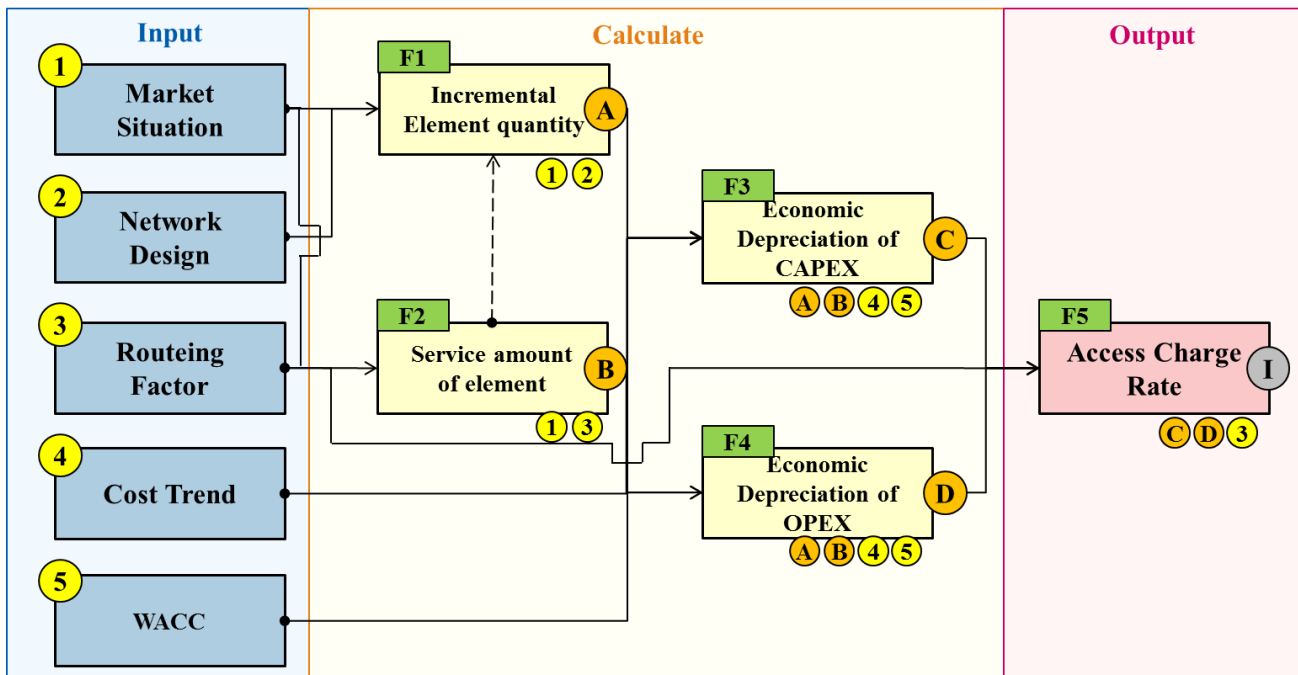 Input
Calculate
Output
1
Market
Situation
2
Network
Design
3
Routeing
Factor
4
Cost Trend
5
WACC
F1
Incremental
Element quantity
A
1 2
F2
Service amount
of element
B
1 3
F3
Economic
Depreciation of
CAPEX
C
A B 4 5
F4
Economic
Depreciation of
OPEX
D
A B 4 5
F5
Access Charge
Rate
I
C D 3